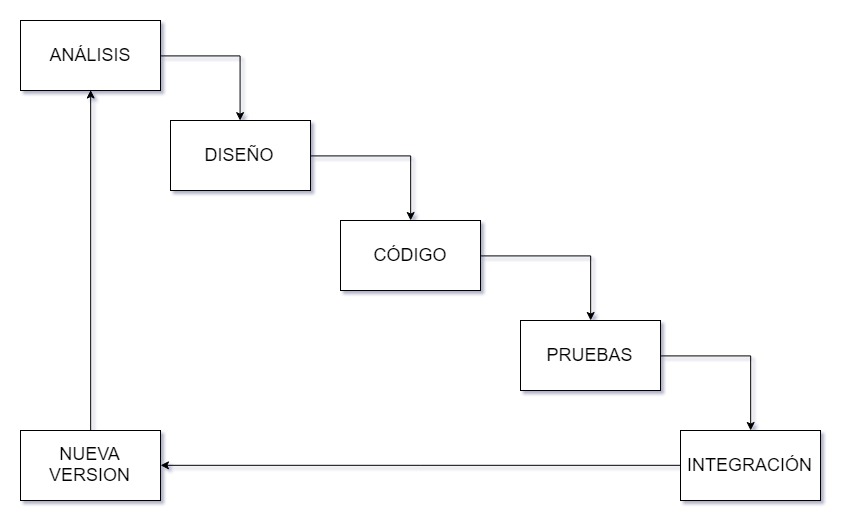 ANÁLISIS
DISEÑO
CÓDIGO
PRUEBAS
NUEVA
VERSION
INTEGRACIÓN